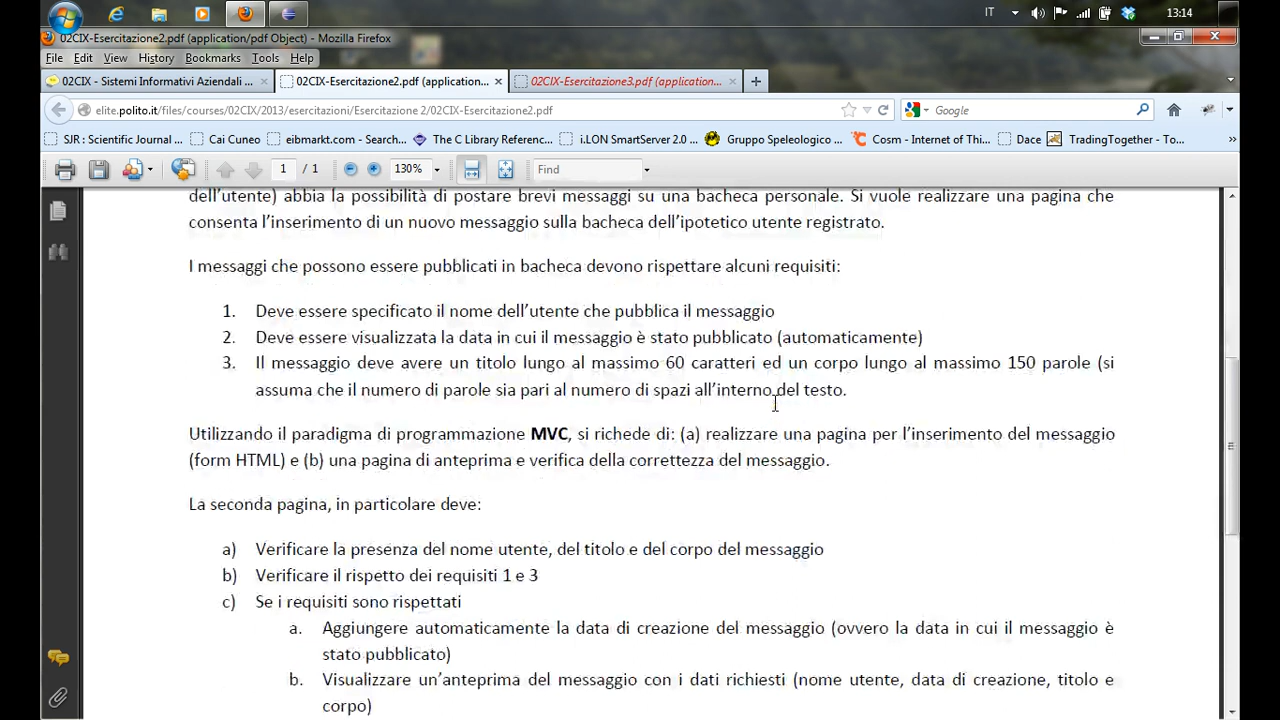 IT 13:14
02CIX-Esercitazione2.pdf (application/pdf Object) - Mozilla Firefox
File Edit View History Bookmarks Tools Help
02CIX - Sistemi Informativi Aziendali ... 02CIX-Esercitazione2.pdf (application... 02CIX-Esercitazione3.pdf (application...
elite.polito.it/files/courses/02CIX/2013/esercitazioni/Esercitazione 2/02CIX-Esercitazione2.pdf Google
SJR : Scientific Journal ... Cai Cuneo eibmarkt.com - Search... The C Library Referenc... i.LON SmartServer 2.0 ... Gruppo Speleologico ... Cosm - Internet of Thi... Dace TradingTogether - To...
1 / 1 130% Find
dell'utente) abbia la possibilità di postare brevi messaggi su una bacheca personale. Si vuole realizzare una pagina che
consenta l'inserimento di un nuovo messaggio sulla bacheca dell'ipotetico utente registrato.
I messaggi che possono essere pubblicati in bacheca devono rispettare alcuni requisiti:
1. Deve essere specificato il nome dell'utente che pubblica il messaggio
2. Deve essere visualizzata la data in cui il messaggio è stato pubblicato (automaticamente)
3. Il messaggio deve avere un titolo lungo al massimo 60 caratteri ed un corpo lungo al massimo 150 parole (si
assuma che il numero di parole sia pari al numero di spazi all'interno del testo.
Utilizzando il paradigma di programmazione MVC, si richede di: (a) realizzare una pagina per l'inserimento del messaggio
(form HTML) e (b) una pagina di anteprima e verifica della correttezza del messaggio.
La seconda pagina, in particolare deve:
a) Verificare la presenza del nome utente, del titolo e del corpo del messaggio
b) Verificare il rispetto dei requisiti 1 e 3
c) Se i requisiti sono rispettati
a. Aggiungere automaticamente la data di creazione del messaggio (ovvero la data in cui il messaggio è
stato pubblicato)
b. Visualizzare un'anteprima del messaggio con i dati richiesti (nome utente, data di creazione, titolo e
corpo)